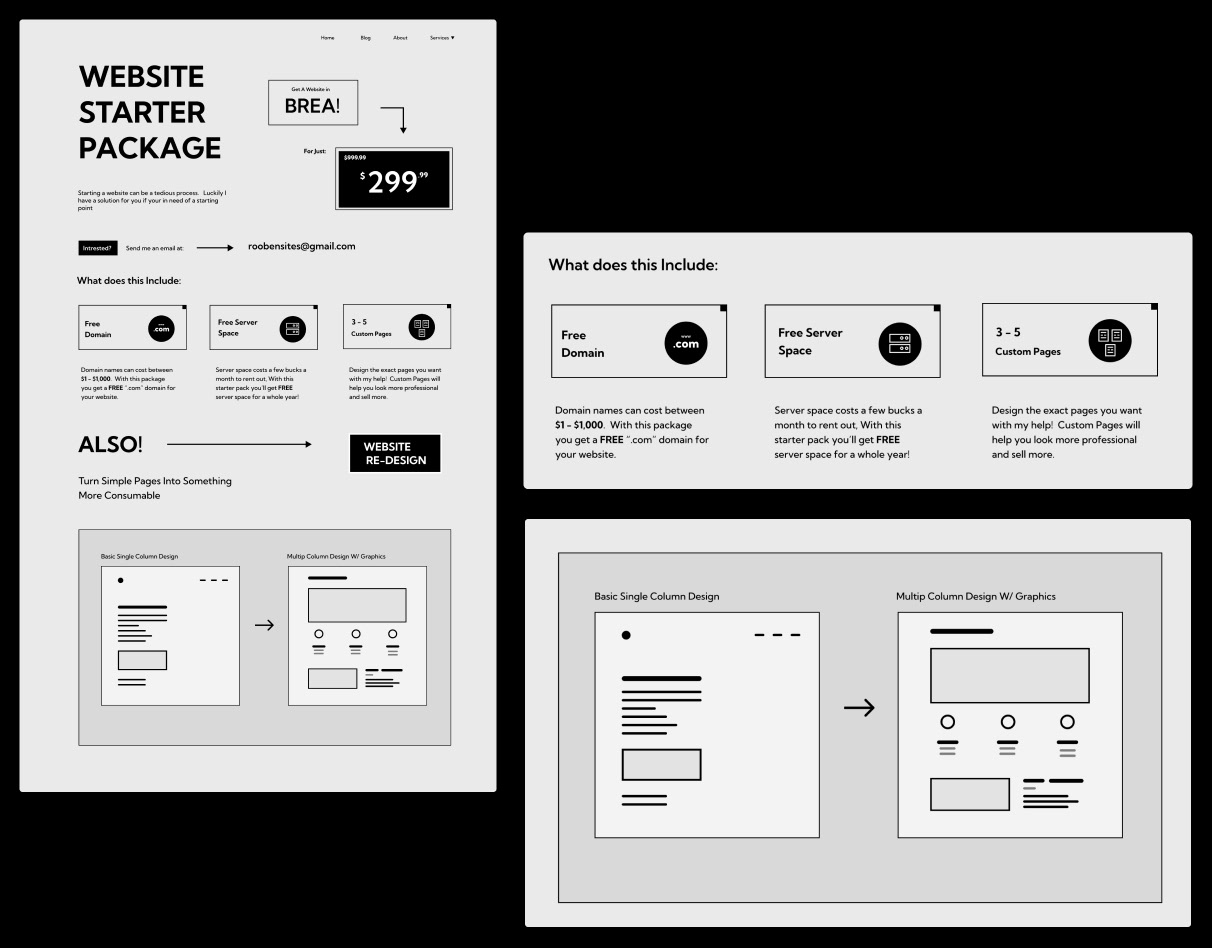 Home Blog About Services ▼
WEBSITE
STARTER
PACKAGE
Get A Website in
BREA!
For Just:
$999.99
$299.99
Starting a website can be a tedious process. Luckily I
have a solution for you if your in need of a starting
point
Intrested? Send me an email at: roobensites@gmail.com
What does this Include:
Free
Domain
www
.com
Free Server
Space
3 - 5
Custom Pages
Domain names can cost between
$1 - $1,000. With this package
you get a FREE ".com" domain for
your website.
Server space costs a few bucks a
month to rent out, With this
starter pack you'll get FREE
server space for a whole year!
Design the exact pages you want
with my help! Custom Pages will
help you look more professional
and sell more.
ALSO!
WEBSITE
RE-DESIGN
Turn Simple Pages Into Something
More Consumable
Basic Single Column Design
Multip Column Design W/ Graphics
What does this Include:
Free
Domain
www
.com
Free Server
Space
3 - 5
Custom Pages
Domain names can cost between
$1 - $1,000. With this package
you get a FREE ".com" domain for
your website.
Server space costs a few bucks a
month to rent out, With this
starter pack you'll get FREE
server space for a whole year!
Design the exact pages you want
with my help! Custom Pages will
help you look more professional
and sell more.
Basic Single Column Design
Multip Column Design W/ Graphics